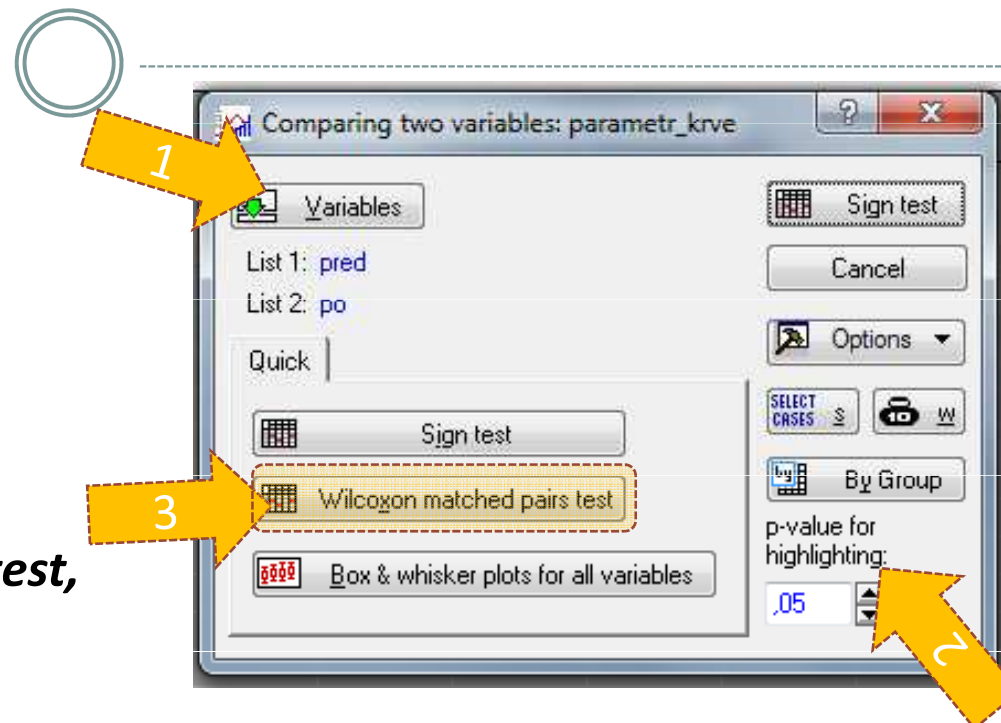 1
Comparing two variables: parametr_krve
Variables
Sign test
List 1: pred
Cancel
List 2: po
Options
Quick
SELECT CASES S
W
Sign test
By Group
3
Wilcoxon matched pairs test
p-value for
highlighting:
test,
Box & whisker plots for all variables
,05
2